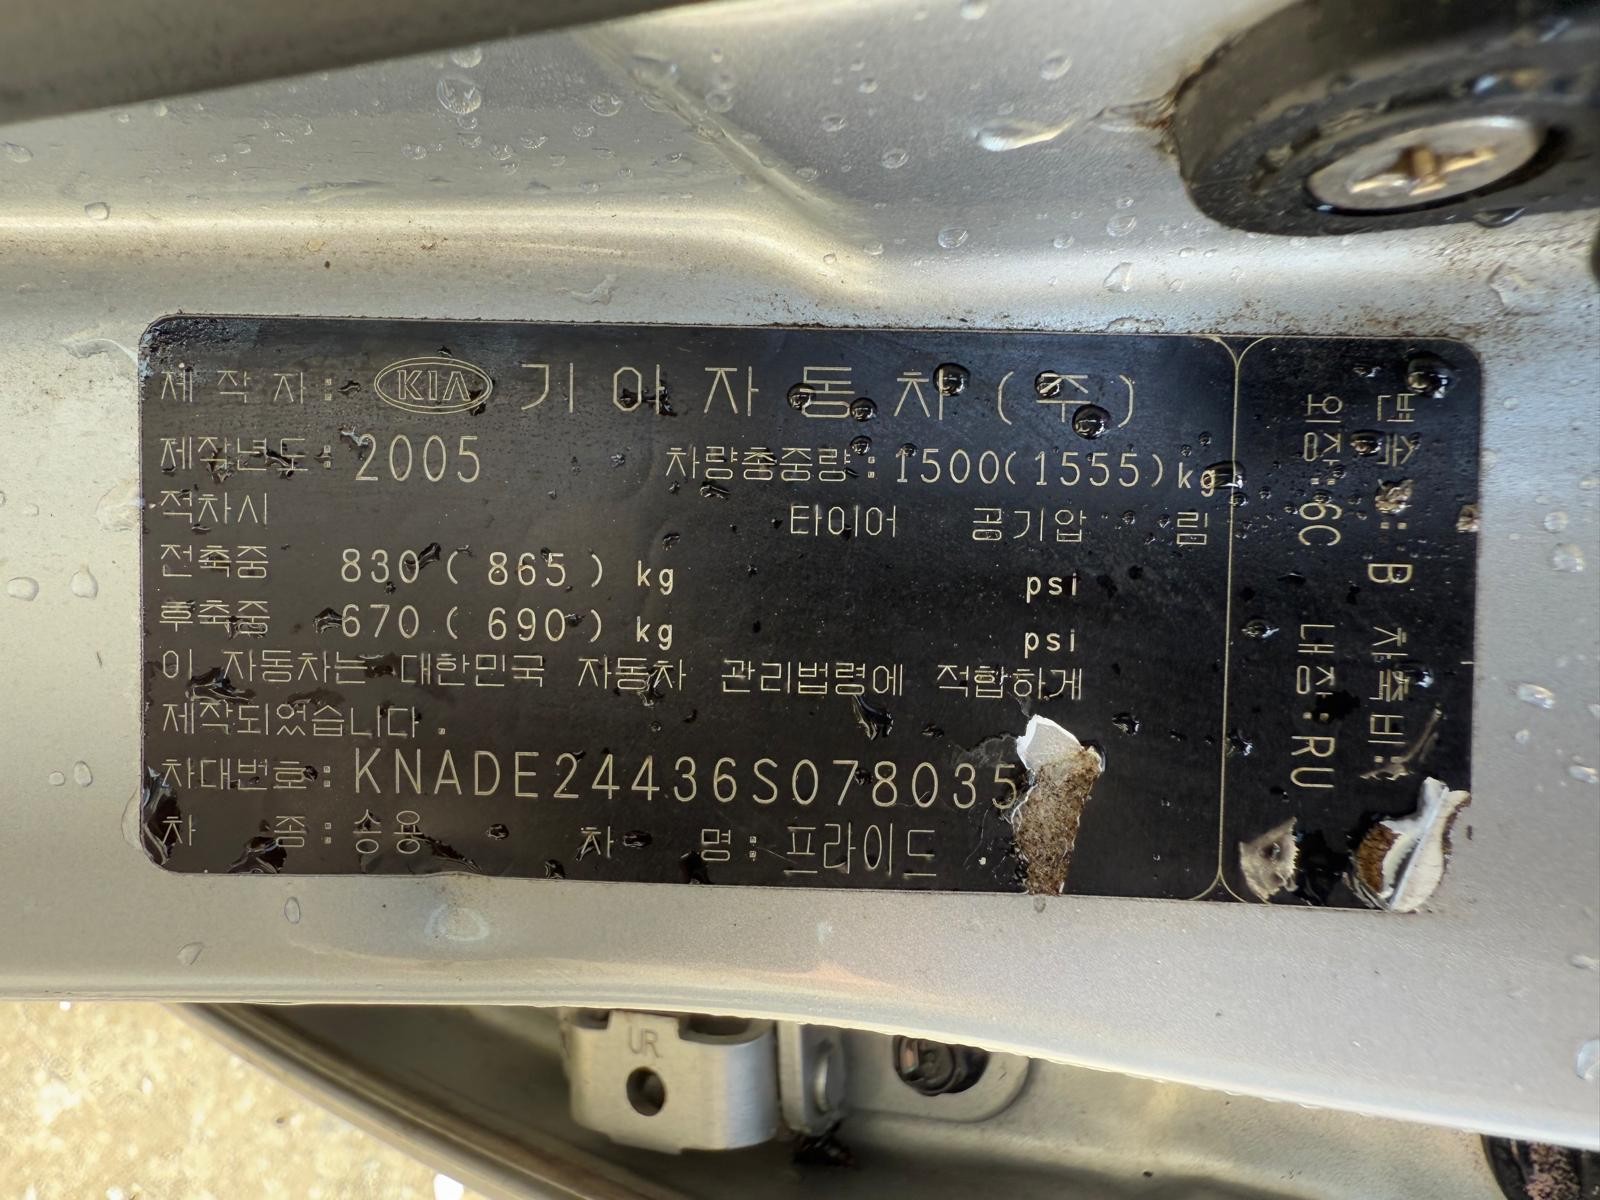 제작자: KIA 기아자동차(주)
제작년도: 2005 차량총중량: 1500(1555)kg
적차시 타이어 공기압 림
전축중 830( 865) kg psi
후축중 670( 690) kg psi
이 자동차는 대한민국 자동차 관리법령에 적합하게
제작되었습니다.
차대번호: KNADE24436S078035
차 종: 승용 차 명: 프라이드
변속기: B 차축비:
외장:6C 내장:RU
UR